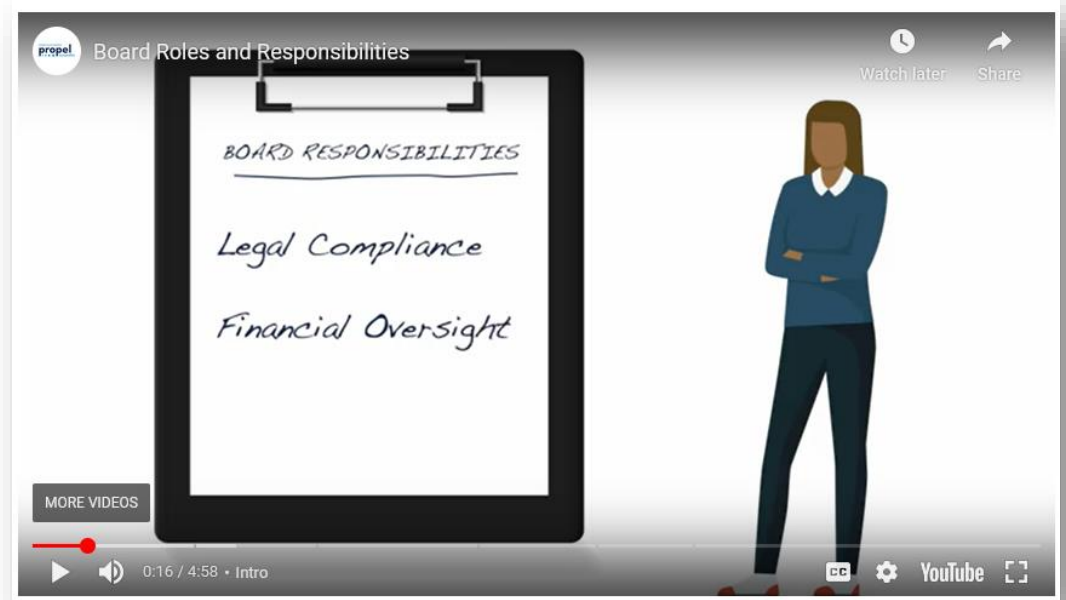 propel
Board Roles and Responsibilities
Watch later
Share
BOARD RESPONSIBILITIES
Legal Compliance
Financial Oversight
MORE VIDEOS
0:16 / 4:58 • Intro
CC
YouTube